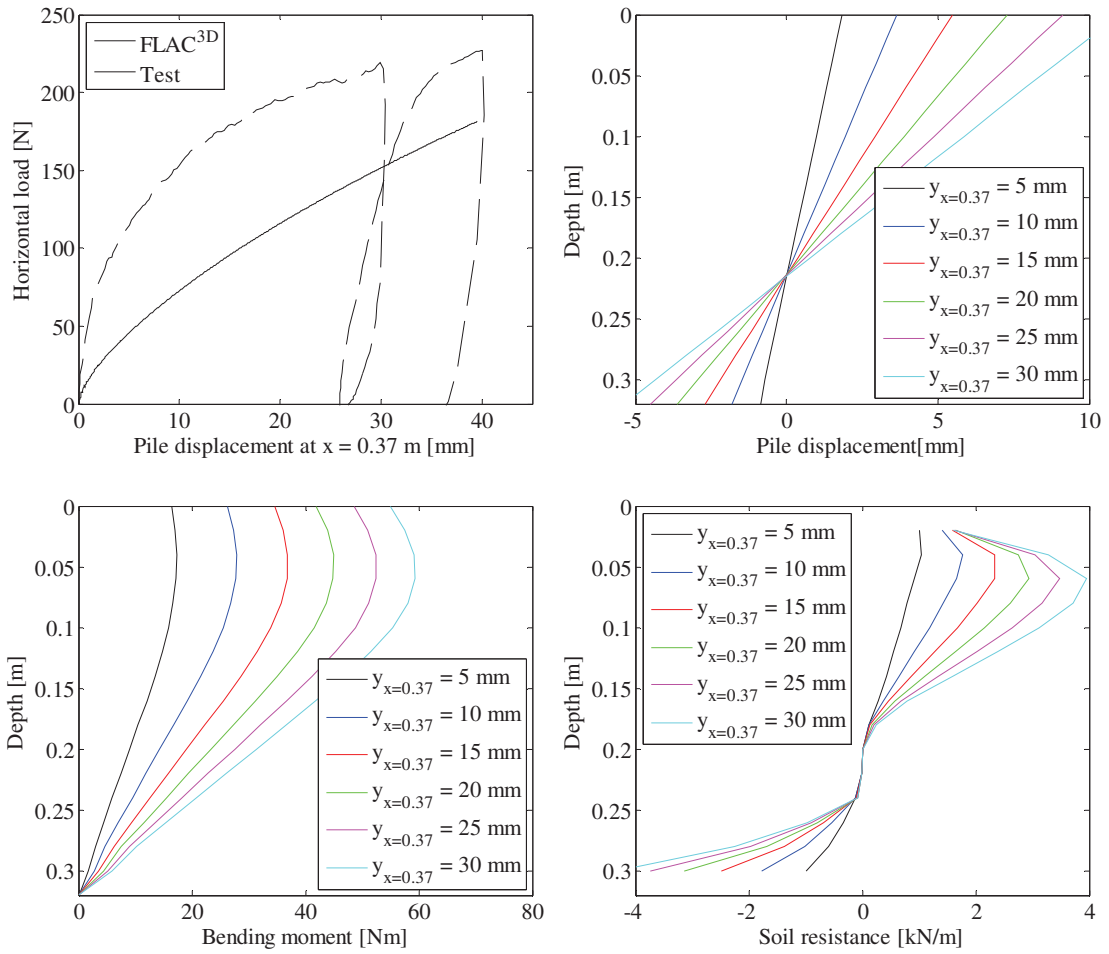 250
200
150
100
50
0
Horizontal load [N]
FLAC3D
Test
0 10 20 30 40
Pile displacement at x = 0.37 m [mm]
0
0.05
0.1
0.15
0.2
0.25
0.3
Depth [m]
yx=0.37 = 5 mm
yx=0.37 = 10 mm
yx=0.37 = 15 mm
yx=0.37 = 20 mm
yx=0.37 = 25 mm
yx=0.37 = 30 mm
-5 0 5 10
Pile displacement[mm]
0
0.05
0.1
0.15
0.2
0.25
0.3
Depth [m]
yx=0.37 = 5 mm
yx=0.37 = 10 mm
yx=0.37 = 15 mm
yx=0.37 = 20 mm
yx=0.37 = 25 mm
yx=0.37 = 30 mm
0 20 40 60 80
Bending moment [Nm]
0
0.05
0.1
0.15
0.2
0.25
0.3
Depth [m]
yx=0.37 = 5 mm
yx=0.37 = 10 mm
yx=0.37 = 15 mm
yx=0.37 = 20 mm
yx=0.37 = 25 mm
yx=0.37 = 30 mm
-4 -2 0 2 4
Soil resistance [kN/m]